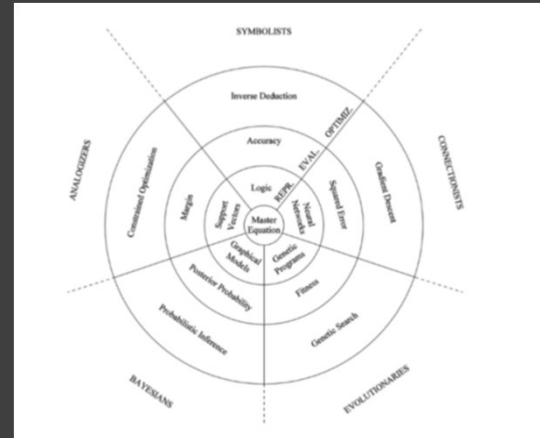 SYMBOLISTS
Inverse Deduction
Accuracy
Logic
REPR.
EVAL.
OPTIMIZ.
ANALOGIZERS
Constrained Optimization
Margin
Support
Vectors
Master
Equation
Neural
Networks
Squared Error
Gradient Descent
CONNECTIONISTS
Graphical
Models
Posterior Probability
Probabilistic Inference
BAYESIANS
Genetic
Programs
Fitness
Genetic Search
EVOLUTIONARIES